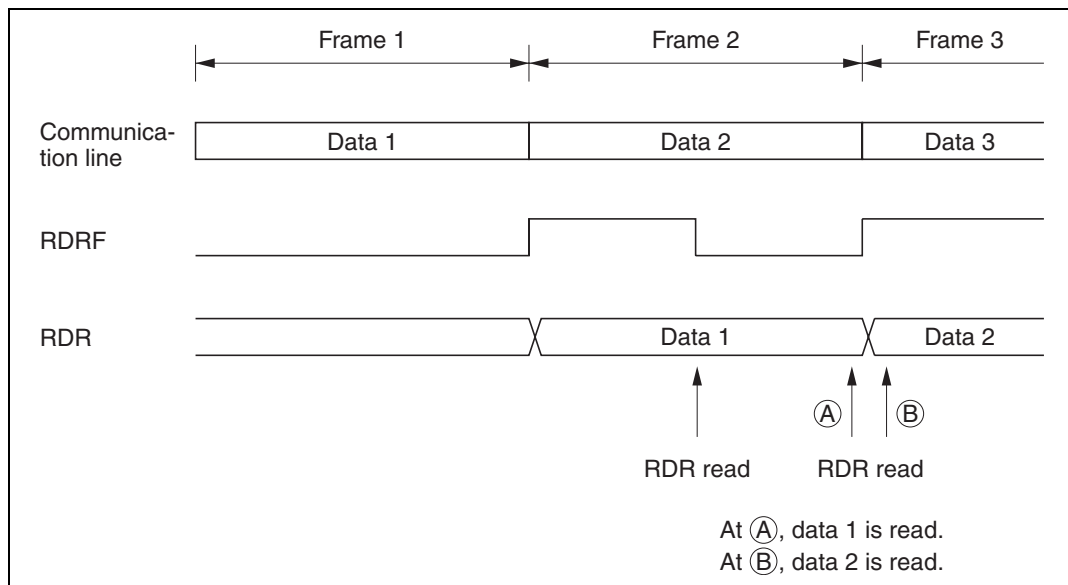 Frame 1 Frame 2 Frame 3
Communica-
tion line
Data 1 Data 2 Data 3
RDRF
RDR
Data 1 Data 2
Ⓐ Ⓑ
RDR read RDR read
At Ⓐ, data 1 is read.
At Ⓑ, data 2 is read.